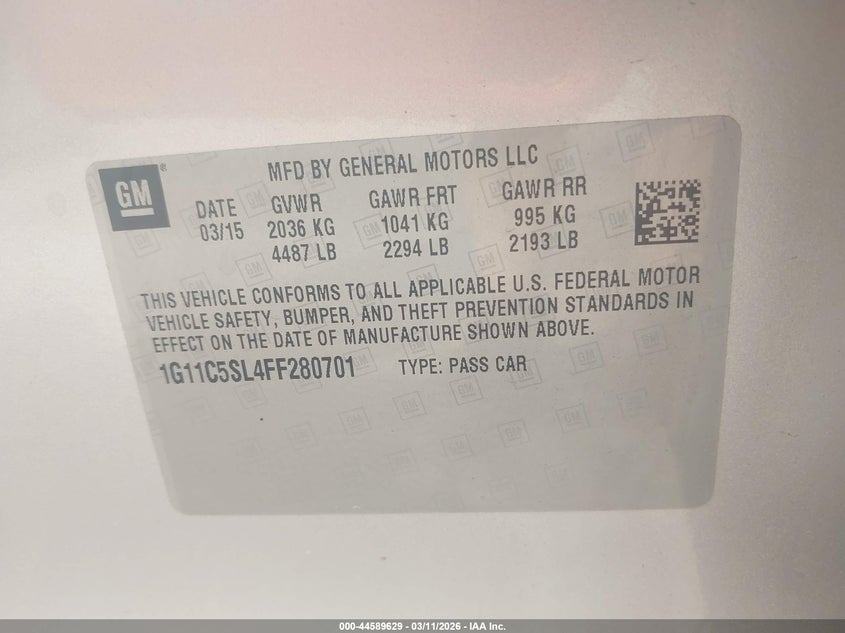 GM ®
MFD BY GENERAL MOTORS LLC
DATE GVWR GAWR FRT GAWR RR
03/15 2036 KG 1041 KG 995 KG
4487 LB 2294 LB 2193 LB
THIS VEHICLE CONFORMS TO ALL APPLICABLE U.S. FEDERAL MOTOR
VEHICLE SAFETY, BUMPER, AND THEFT PREVENTION STANDARDS IN
EFFECT ON THE DATE OF MANUFACTURE SHOWN ABOVE.
1G11C5SL4FF280701 TYPE: PASS CAR
000-44589629 - 03/11/2026 - IAA Inc.